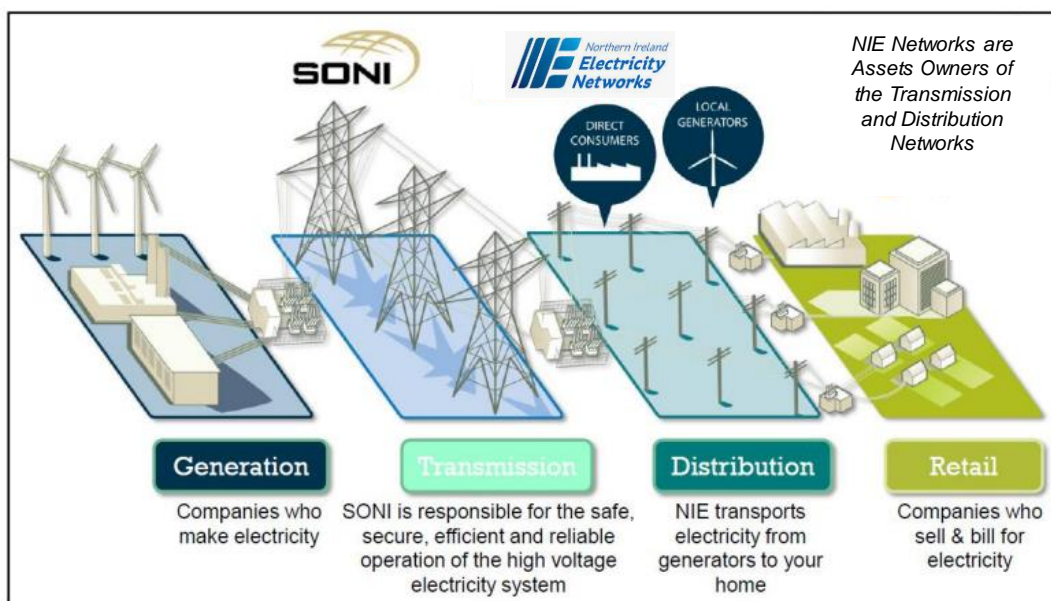 SONI
Northern Ireland
Electricity
Networks
NIE Networks are
Assets Owners of
the Transmission
and Distribution
Networks
DIRECT
CONSUMERS
LOCAL
GENERATORS
Generation
Companies who
make electricity
Transmission
SONI is responsible for the safe,
secure, efficient and reliable
operation of the high voltage
electricity system
Distribution
NIE transports
electricity from
generators to your
home
Retail
Companies who
sell & bill for
electricity